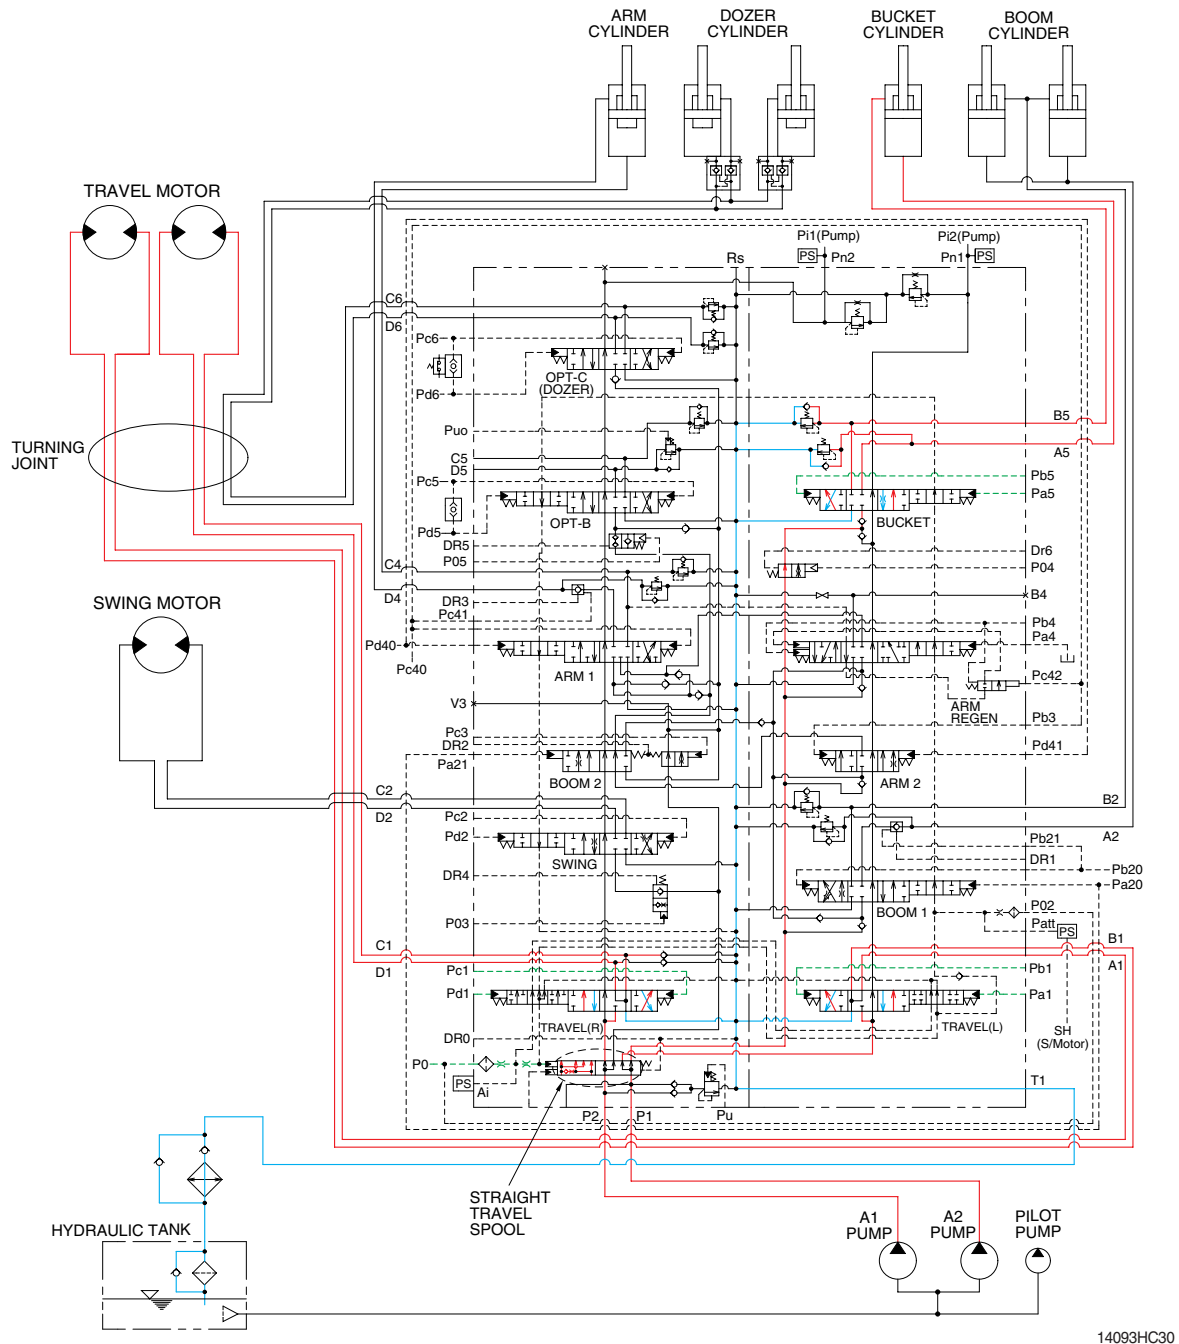 ARM
CYLINDER
DOZER
CYLINDER
BUCKET
CYLINDER
BOOM
CYLINDER
TRAVEL MOTOR
Pi1(Pump)
Pi2(Pump)
PS
Pn2
Rs
Pn1
PS
C6
D6
Pc6
OPT-C
(DOZER)
Pd6
B5
A5
TURNING
JOINT
Puo
C5
D5
Pc5
Pb5
Pa5
OPT-B
BUCKET
Pd5
DR5
P05
Dr6
P04
C4
D4
B4
DR3
Pc41
Pb4
Pa4
SWING MOTOR
Pd40
Pc40
ARM 1
Pc42
ARM
REGEN
V3
Pb3
Pc3
DR2
Pa21
Pd41
BOOM 2
ARM 2
C2
D2
B2
A2
Pc2
Pd2
Pb21
DR1
SWING
Pb20
Pa20
DR4
BOOM 1
P02
P03
Patt
PS
C1
D1
B1
A1
Pc1
Pd1
Pb1
Pa1
TRAVEL(R)
TRAVEL(L)
DR0
SH
(S/Motor)
P0
PS
Ai
T1
P2
P1
Pu
STRAIGHT
TRAVEL
SPOOL
HYDRAULIC TANK
A1
PUMP
A2
PUMP
PILOT
PUMP
14093HC30